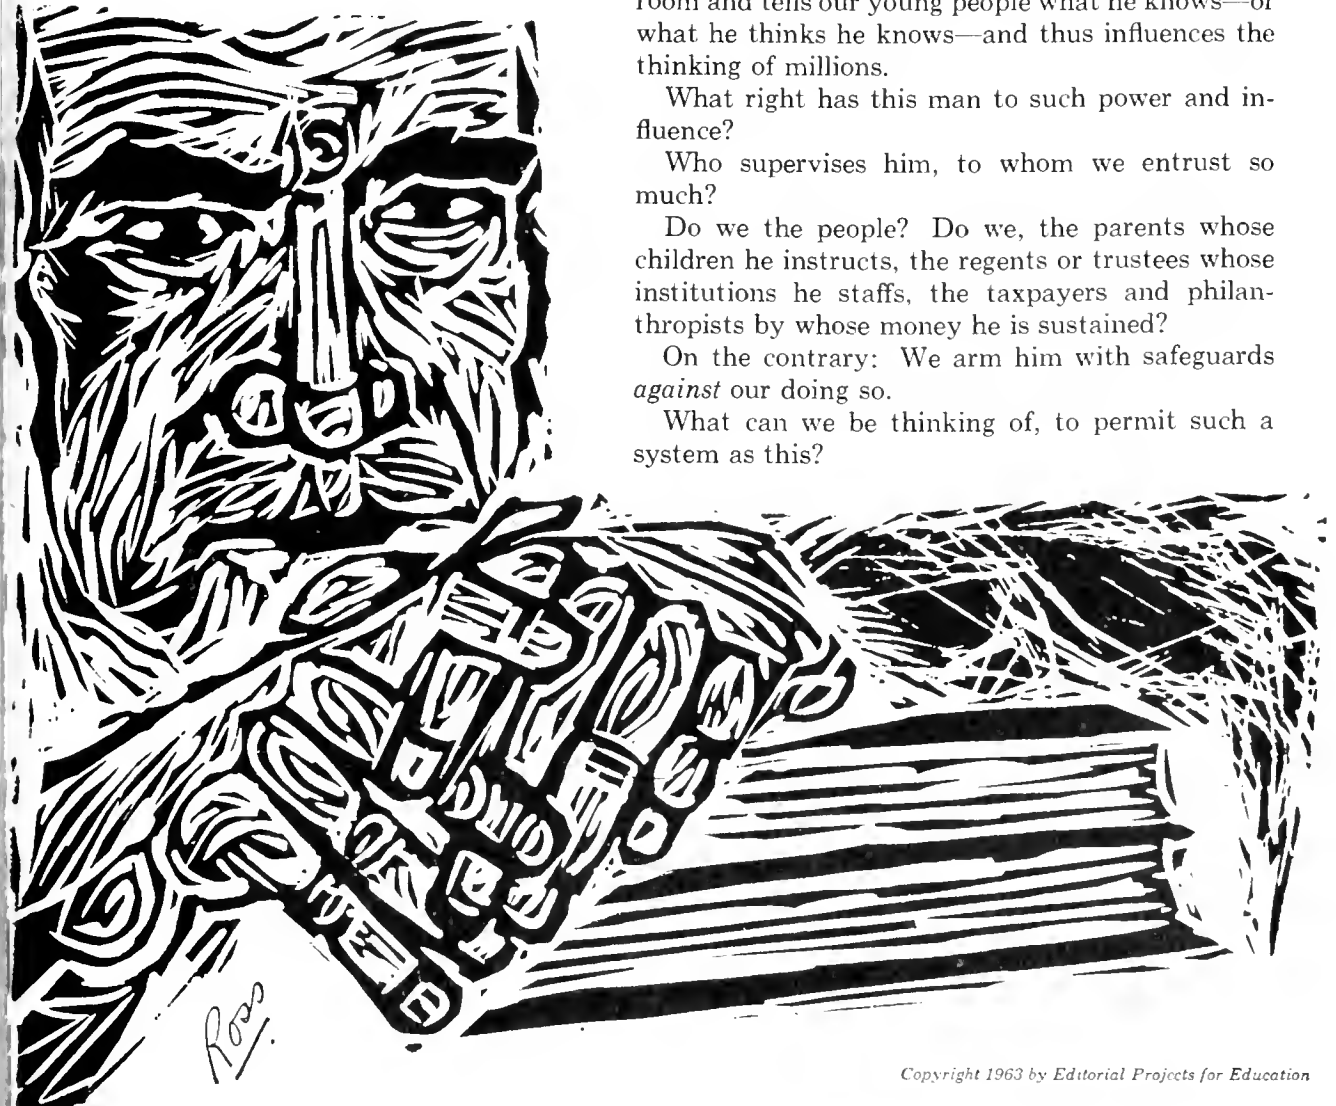 room and tells our young people what he knows—or
what he thinks he knows—and thus influences the
thinking of millions.
What right has this man to such power and in-
fluence?
Who supervises him, to whom we entrust so
much?
Do we the people? Do we, the parents whose
children he instructs, the regents or trustees whose
institutions he staffs, the taxpayers and philan-
thropists by whose money he is sustained?
On the contrary: We arm him with safeguards
against our doing so.
What can we be thinking of, to permit such a
system as this?
Ross
Copyright 1963 by Editorial Projects for Education